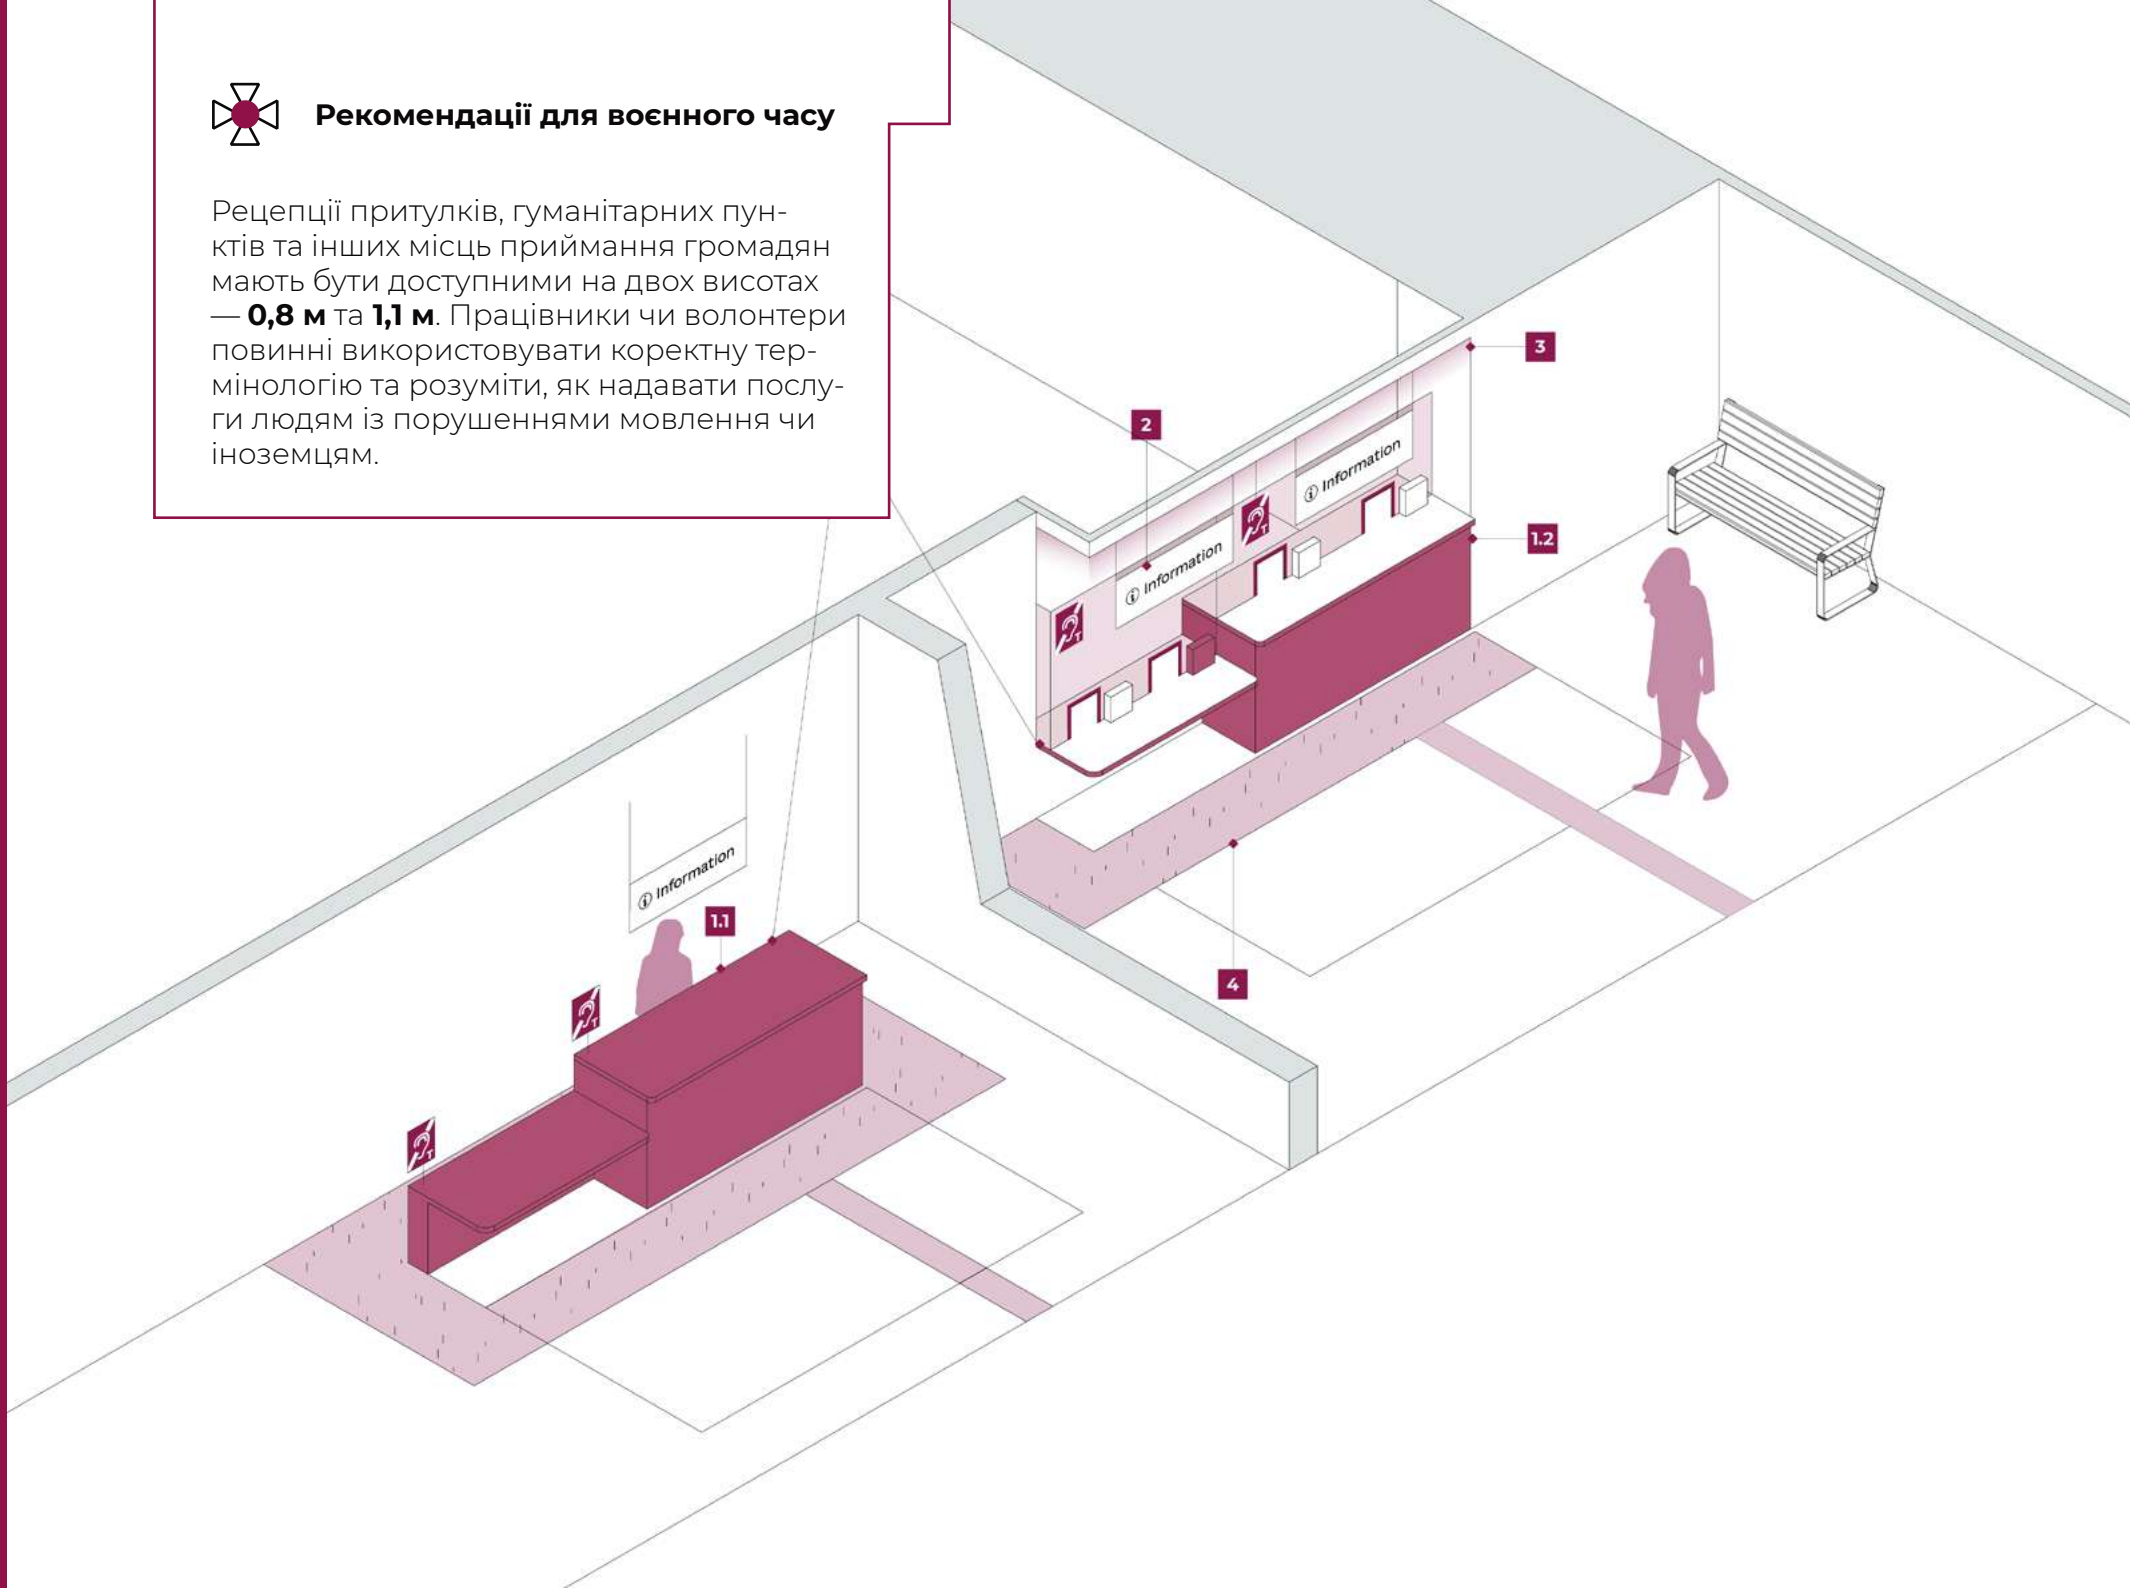 Рекомендації для воєнного часу
Рецепції притулків, гуманітарних пун-
ктів та інших місць приймання громадян
мають бути доступними на двох висотах
— 0,8 м та 1,1 м. Працівники чи волонтери
повинні використовувати коректну тер-
мінологію та розуміти, як надавати послу-
ги людям із порушеннями мовлення чи
іноземцям.
3
2
i Information
1.2
T
i Information
T
i Information
1.1
4
T
T